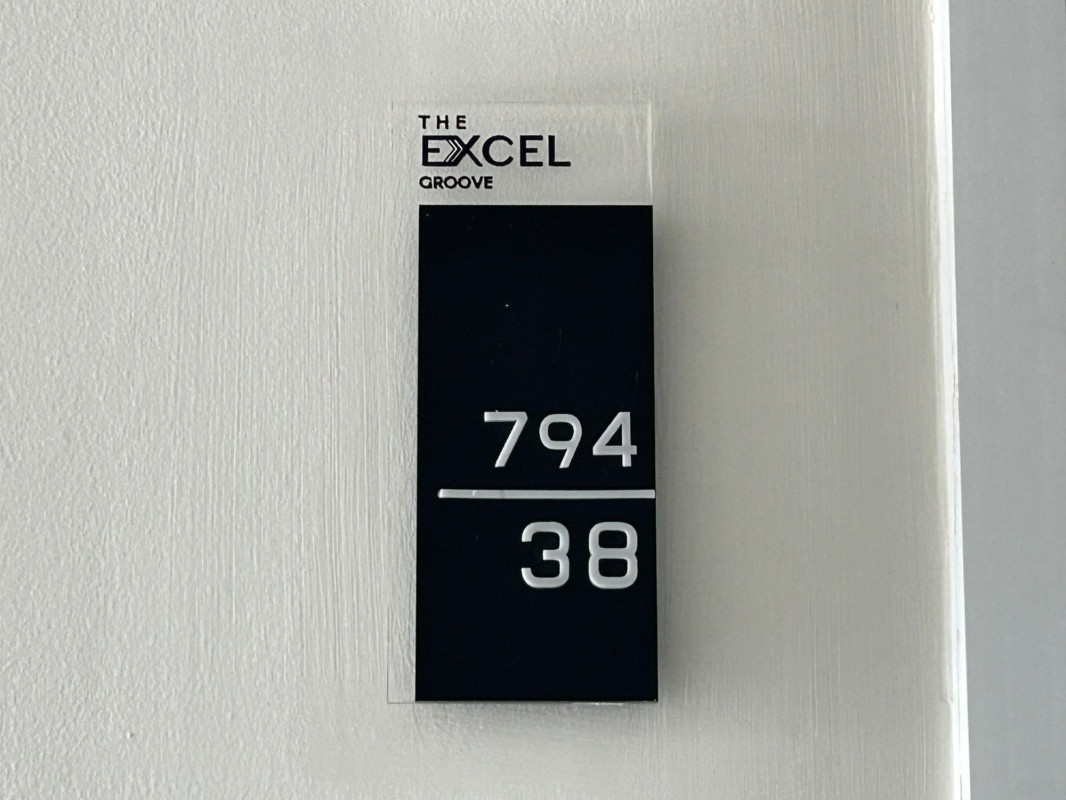 THE
EXCEL
GROOVE
794
38